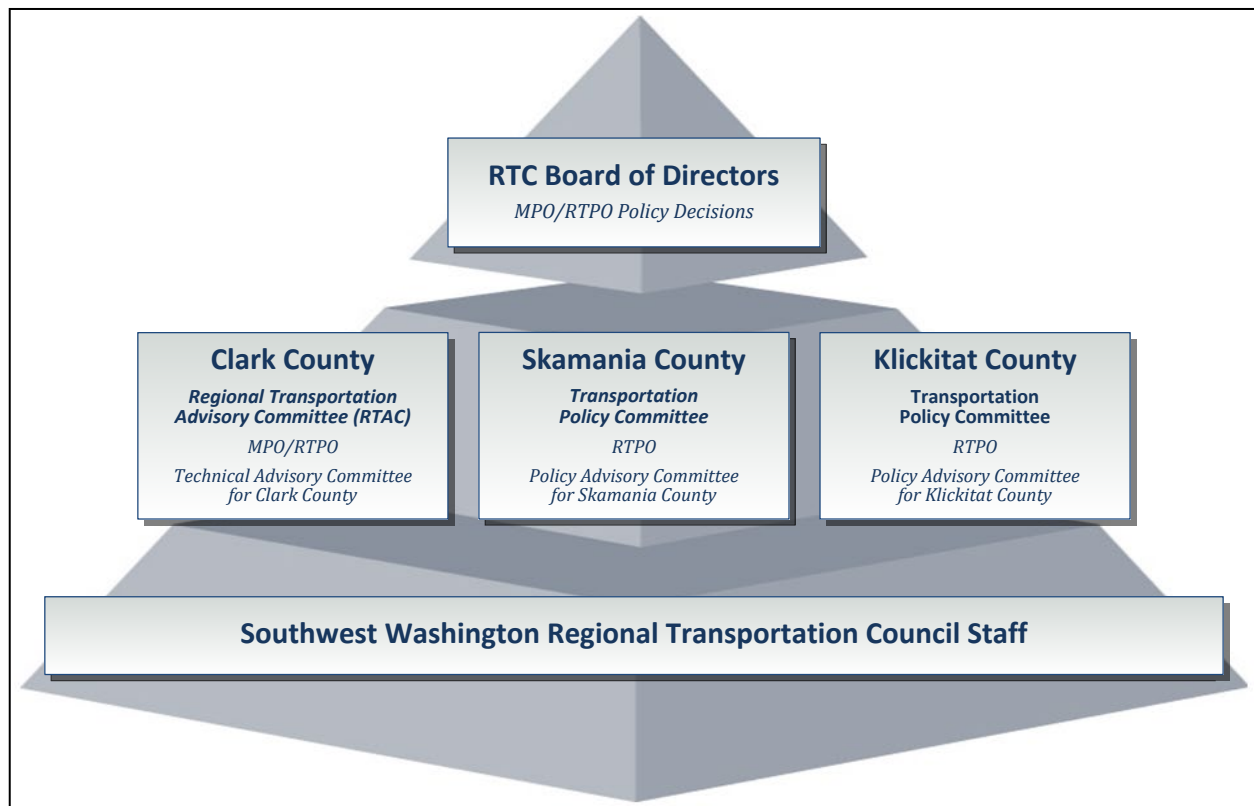 RTC Board of Directors
MPO/RTPO Policy Decisions
Clark County
Regional Transportation
Advisory Committee (RTAC)
MPO/RTPO
Technical Advisory Committee
for Clark County
Skamania County
Transportation
Policy Committee
RTPO
Policy Advisory Committee
for Skamania County
Klickitat County
Transportation
Policy Committee
RTPO
Policy Advisory Committee
for Klickitat County
Southwest Washington Regional Transportation Council Staff